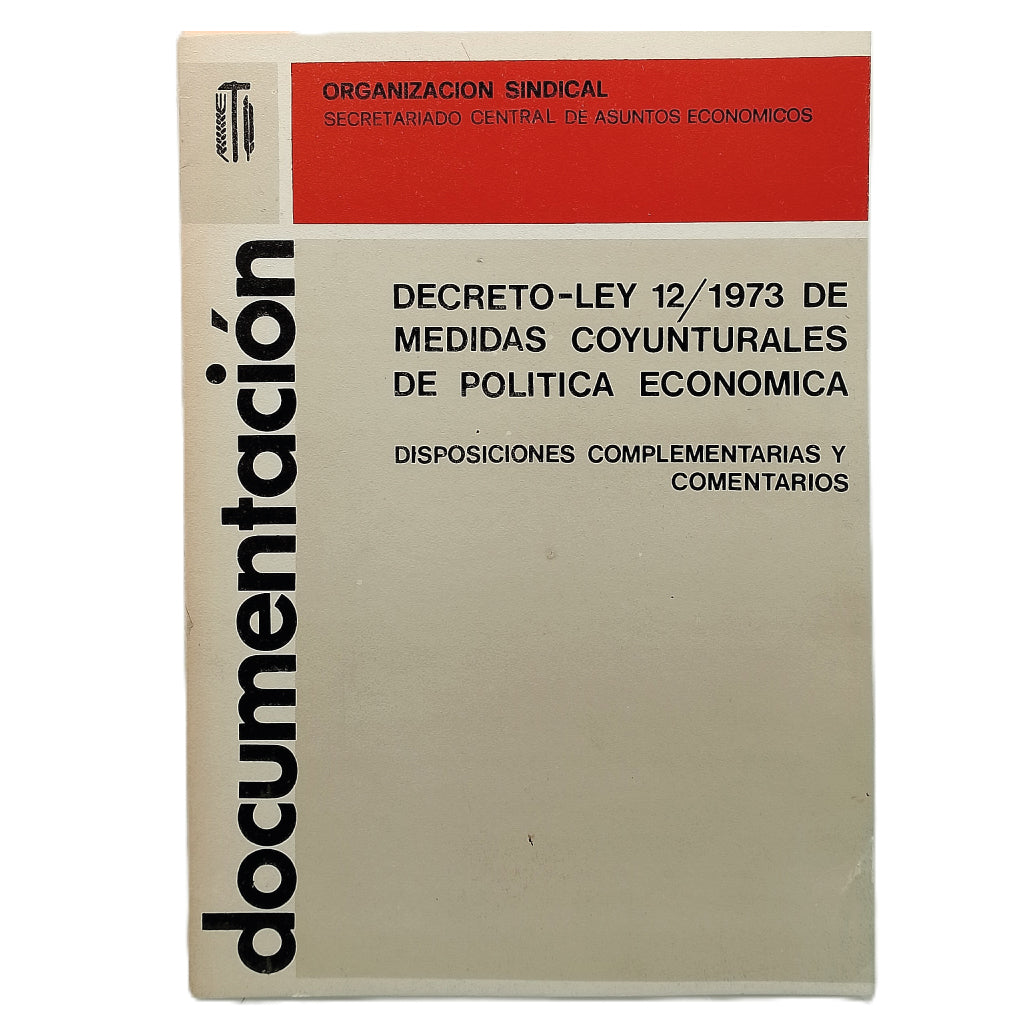 ORGANIZACION SINDICAL
SECRETARIADO CENTRAL DE ASUNTOS ECONOMICOS
documentación
DECRETO-LEY 12/1973 DE
MEDIDAS COYUNTURALES
DE POLITICA ECONOMICA
DISPOSICIONES COMPLEMENTARIAS Y
COMENTARIOS